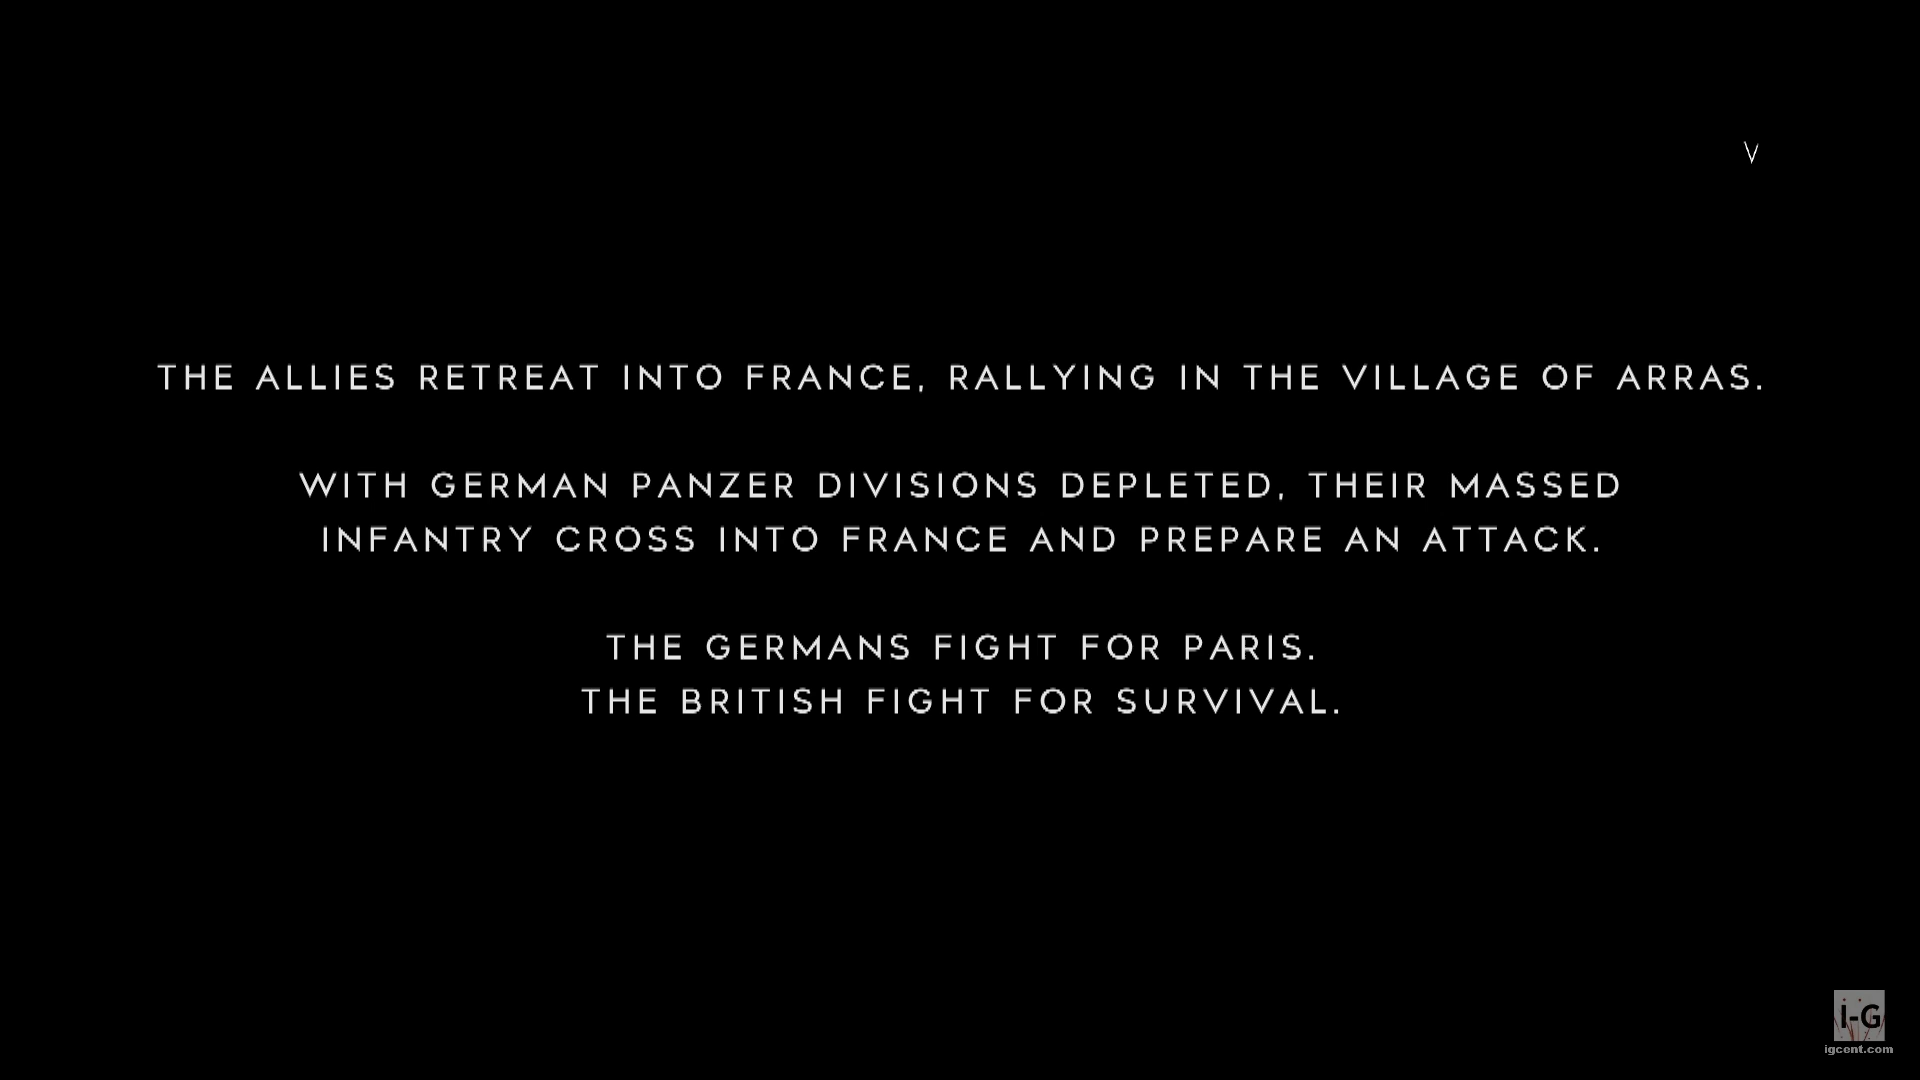 V
THE ALLIES RETREAT INTO FRANCE, RALLYING IN THE VILLAGE OF ARRAS.
WITH GERMAN PANZER DIVISIONS DEPLETED, THEIR MASSED
INFANTRY CROSS INTO FRANCE AND PREPARE AN ATTACK.
THE GERMANS FIGHT FOR PARIS.
THE BRITISH FIGHT FOR SURVIVAL.
I-G
igcent.com